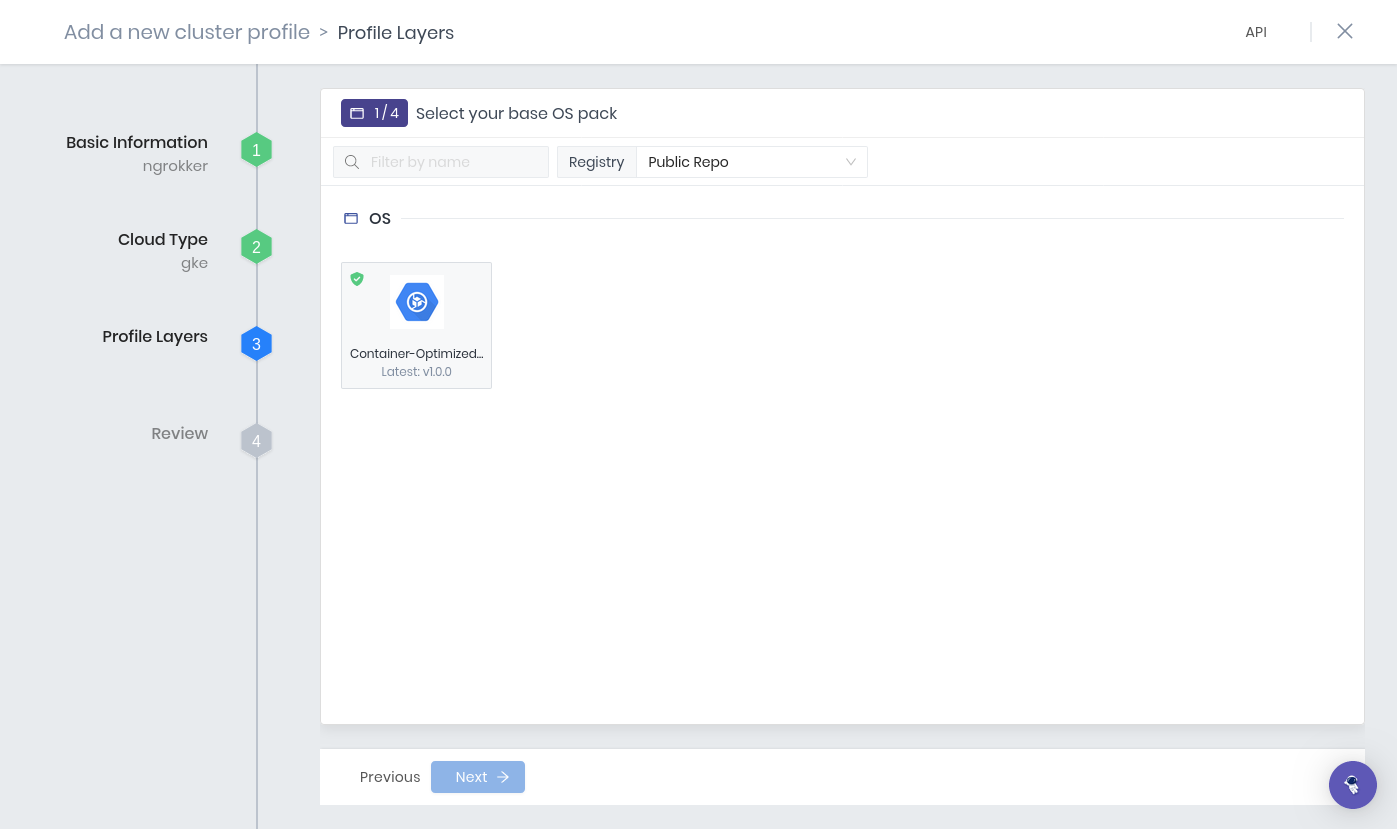 Add a new cluster profile > Profile Layers
API
Basic Information
ngrokker
1
Cloud Type
gke
2
Profile Layers
3
Review
4
1/4 Select your base OS pack
Filter by name
Registry Public Repo
OS
Container-Optimized...
Latest: v1.0.0
Previous Next